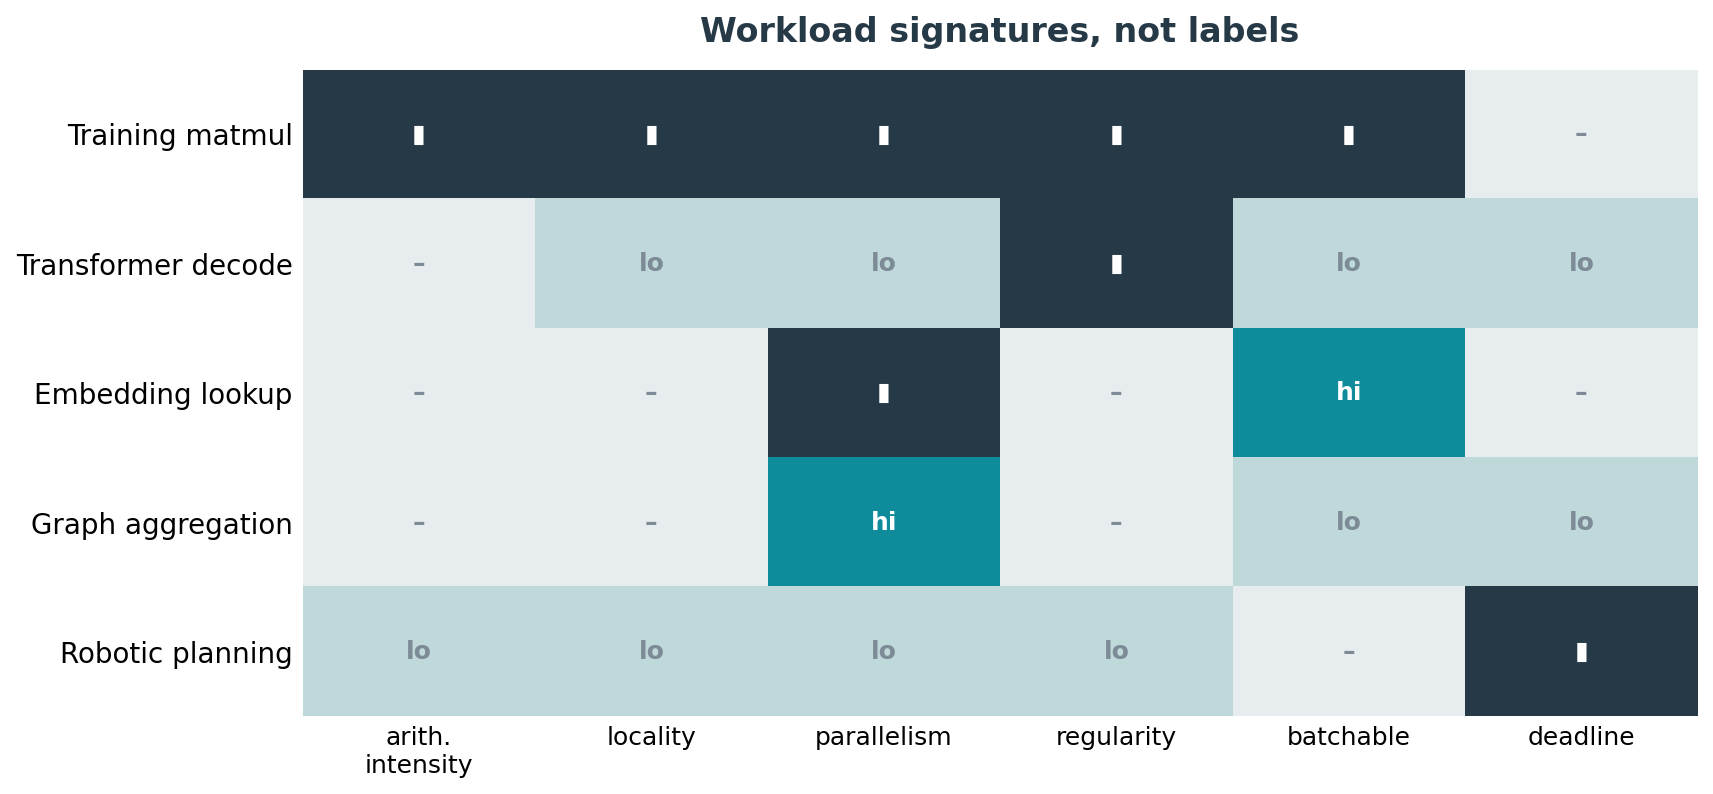 Workload signatures, not labels
Training matmul ▮ ▮ ▮ ▮ ▮ –
Transformer decode – lo lo ▮ lo lo
Embedding lookup – – ▮ – hi –
Graph aggregation – – hi – lo lo
Robotic planning lo lo lo lo – ▮
arith. intensity locality parallelism regularity batchable deadline